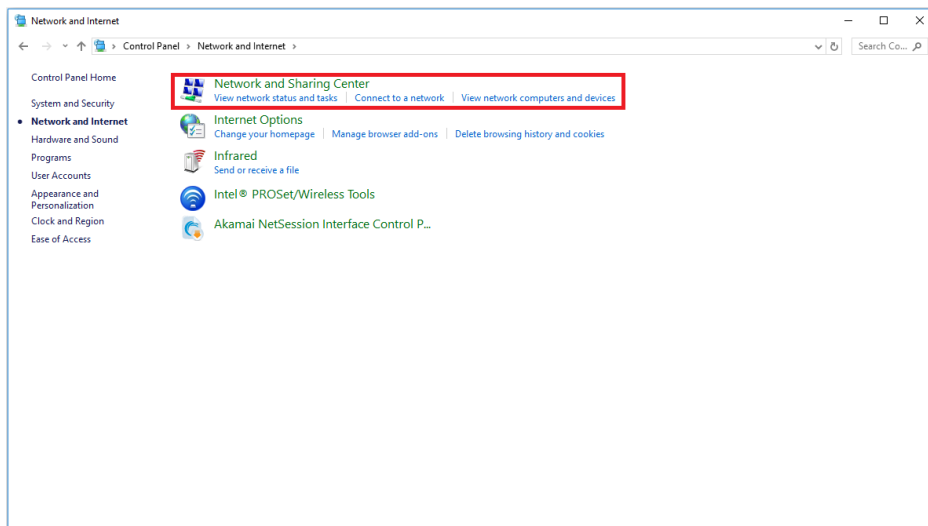 Network and Internet
Control Panel > Network and Internet >
Search Co...
Control Panel Home
System and Security
Network and Internet
Hardware and Sound
Programs
User Accounts
Appearance and
Personalization
Clock and Region
Ease of Access
Network and Sharing Center
View network status and tasks | Connect to a network | View network computers and devices
Internet Options
Change your homepage | Manage browser add-ons | Delete browsing history and cookies
Infrared
Send or receive a file
Intel® PROSet/Wireless Tools
Akamai NetSession Interface Control P...